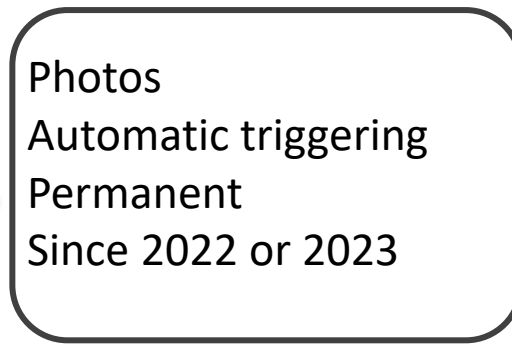 Photos
Automatic triggering
Permanent
Since 2022 or 2023